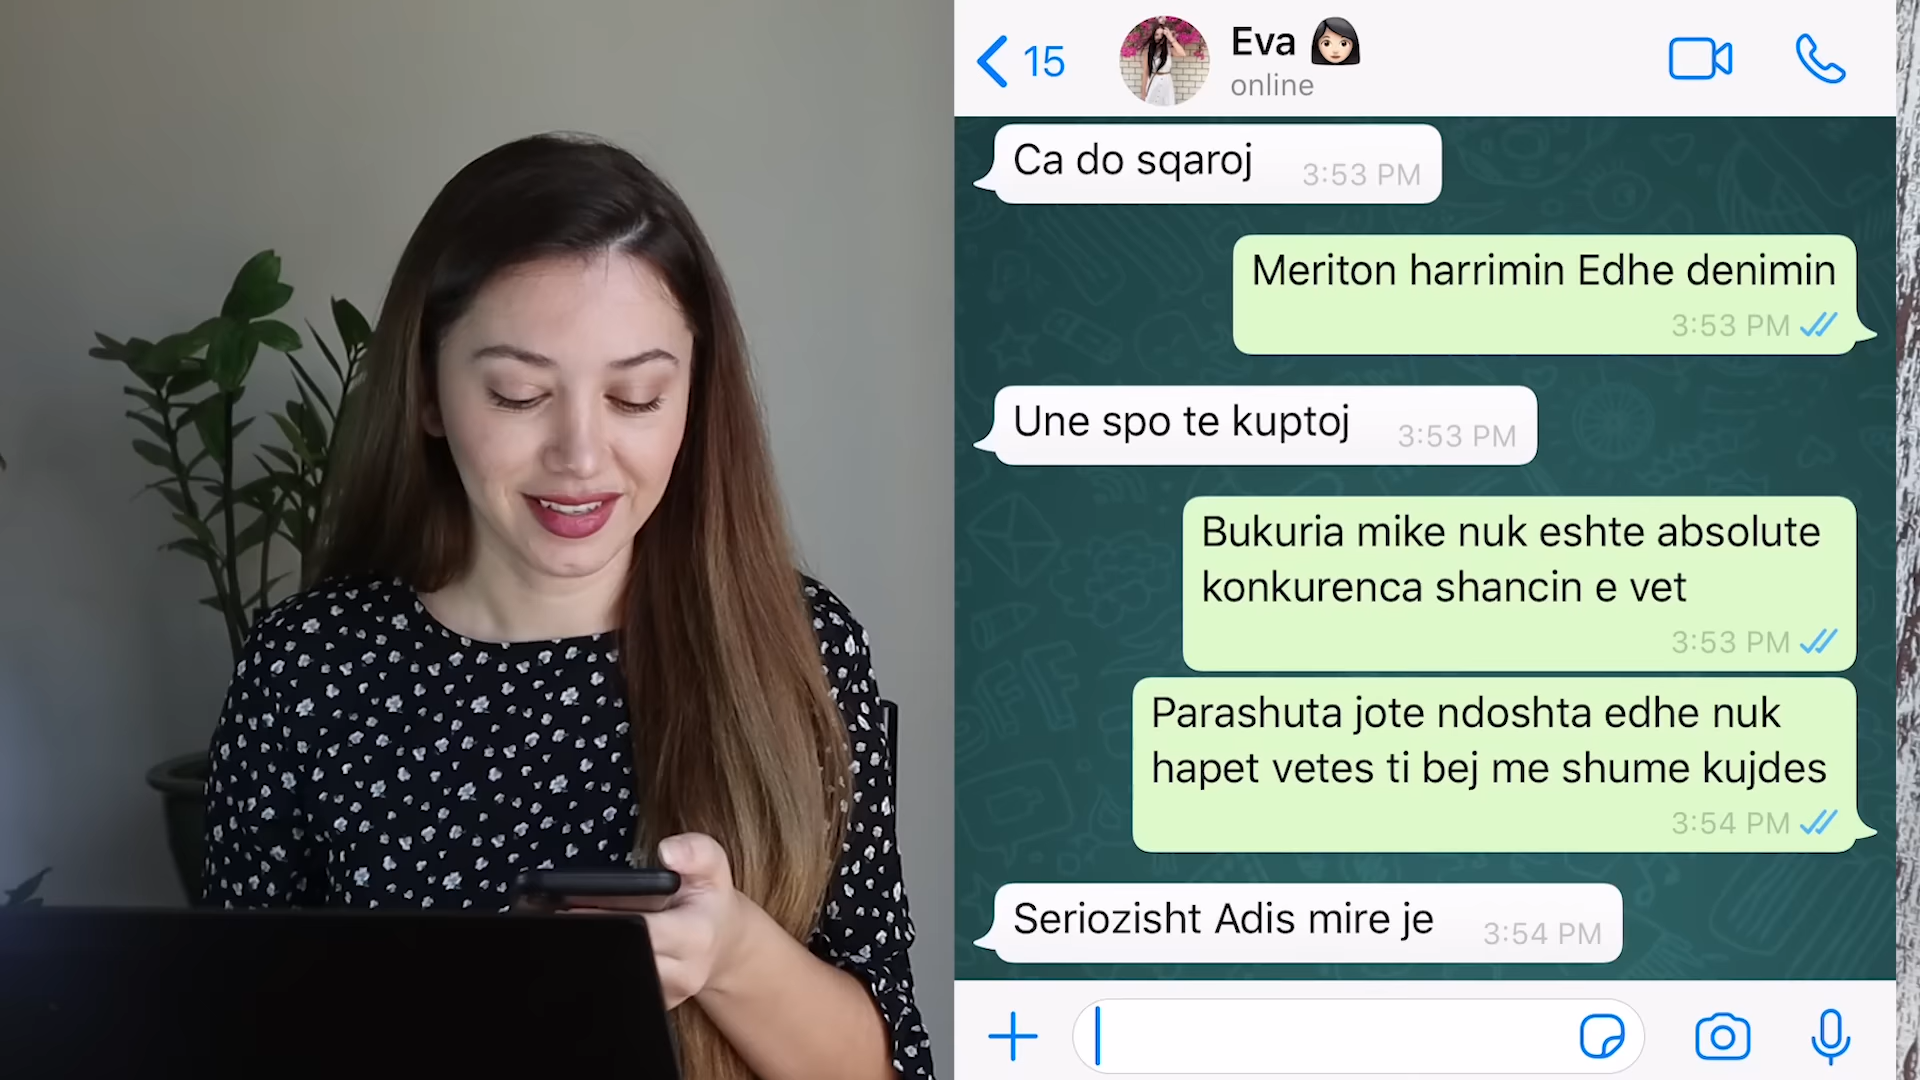 15
Eva
online
Ca do sqaroj
3:53 PM
Meriton harrimin Edhe denimin
3:53 PM
Une spo te kuptoj
3:53 PM
Bukuria mike nuk eshte absolute
konkurenca shancin e vet
3:53 PM
Parashuta jote ndoshta edhe nuk
hapet vetes ti bej me shume kujdes
3:54 PM
Seriozisht Adis mire je
3:54 PM